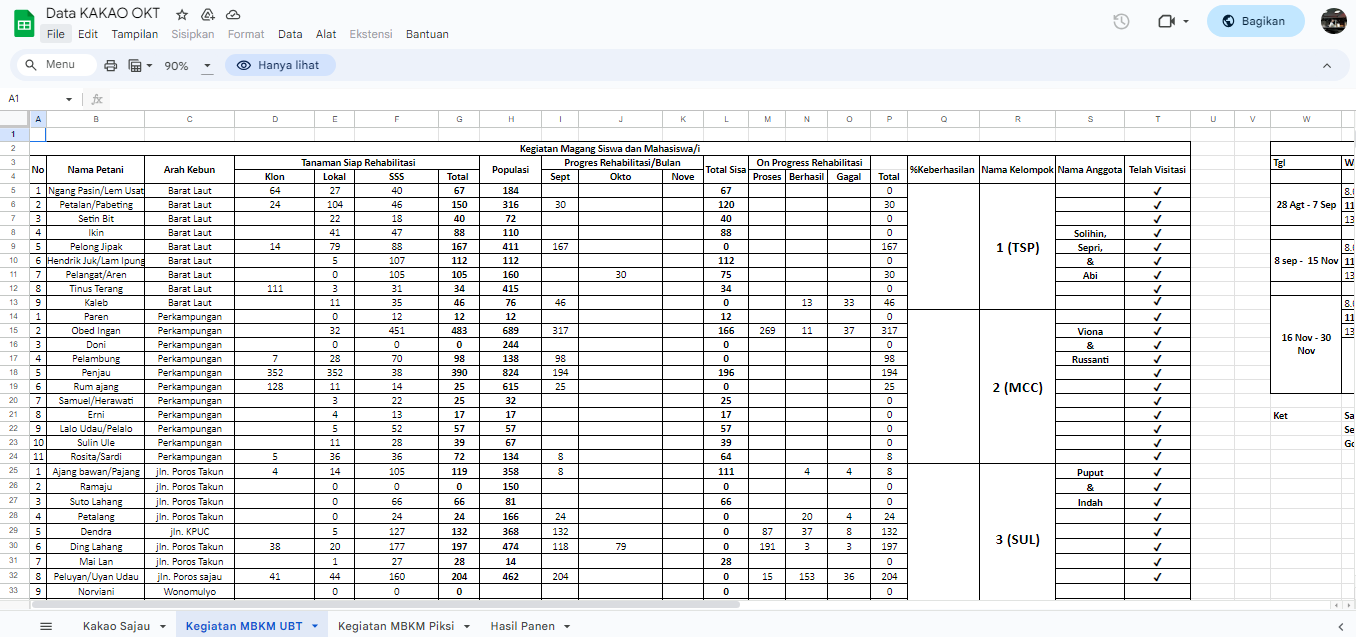 Data KAKAO OKT
File Edit Tampilan Sisipkan Format Data Alat Ekstensi Bantuan
Bagikan
Menu 90% Hanya lihat
A1 fx
A B C D E F G H I J K L M N O P Q R S T U V W
1
2 Kegiatan Magang Siswa dan Mahasiswa/i
3 No Nama Petani Arah Kebun Tanaman Siap Rehabilitasi Populasi Progres Rehabilitasi/Bulan Total Sisa On Progress Rehabilitasi Total %Keberhasilan Nama Kelompok Nama Anggota Telah Visitasi Tgl
4 Klon Lokal SSS Total Sept Okto Nove Proses Berhasil Gagal
5 1 Ngang Pasin/Lem Usat Barat Laut 64 27 40 67 184 67 0 ✓
6 2 Petalan/Pabeting Barat Laut 24 104 46 150 316 30 120 30 ✓ 28 Agt - 7 Sep
7 3 Setin Bit Barat Laut 22 18 40 72 40 0 ✓
8 4 Ikin Barat Laut 41 47 88 110 88 0 Solihin, ✓
9 5 Pelong Jipak Barat Laut 14 79 88 167 411 167 0 167 1 (TSP) Sepri, ✓
10 6 Hendrik Juk/Lam Ipung Barat Laut 5 107 112 112 112 0 & ✓ 8 sep - 15 Nov
11 7 Pelangat/Aren Barat Laut 0 105 105 160 30 75 30 Abi ✓
12 8 Tinus Terang Barat Laut 111 3 31 34 415 34 0 ✓
13 9 Kaleb Barat Laut 11 35 46 76 46 0 13 33 46 ✓
14 1 Paren Perkampungan 0 12 12 12 12 0 ✓
15 2 Obed Ingan Perkampungan 32 451 483 689 317 166 269 11 37 317 Viona ✓
16 3 Doni Perkampungan 0 0 0 244 0 0 & ✓ 16 Nov - 30 Nov
17 4 Pelambung Perkampungan 7 28 70 98 138 98 0 98 Russanti ✓
18 5 Penjau Perkampungan 352 352 38 390 824 194 196 194 ✓
19 6 Rum ajang Perkampungan 128 11 14 25 615 25 0 25 2 (MCC) ✓
20 7 Samuel/Herawati Perkampungan 3 22 25 32 25 0 ✓
21 8 Erni Perkampungan 4 13 17 17 17 0 ✓ Ket
22 9 Lalo Udau/Pelalo Perkampungan 5 52 57 57 57 0 ✓
23 10 Sulin Ule Perkampungan 11 28 39 67 39 0 ✓
24 11 Rosita/Sardi Perkampungan 5 36 36 72 134 8 64 8 ✓
25 1 Ajang bawan/Pajang jln. Poros Takun 4 14 105 119 358 8 111 4 4 8 Puput ✓
26 2 Ramaju jln. Poros Takun 0 0 0 150 0 0 & ✓
27 3 Suto Lahang jln. Poros Takun 0 66 66 81 66 0 Indah ✓
28 4 Petalang jln. Poros Takun 0 24 24 166 24 0 20 4 24 ✓
29 5 Dendra jln. KPUC 5 127 132 368 132 0 87 37 8 132 ✓
30 6 Ding Lahang jln. Poros Takun 38 20 177 197 474 118 79 0 191 3 3 197 3 (SUL) ✓
31 7 Mai Lan jln. Poros Takun 1 27 28 14 28 0 ✓
32 8 Peluyan/Uyan Udau jln. Poros sajau 41 44 160 204 462 204 0 15 153 36 204 ✓
33 9 Norviani Wonomulyo 0 0 0 0 0
Kakao Sajau Kegiatan MBKM UBT Kegiatan MBKM Piksi Hasil Panen